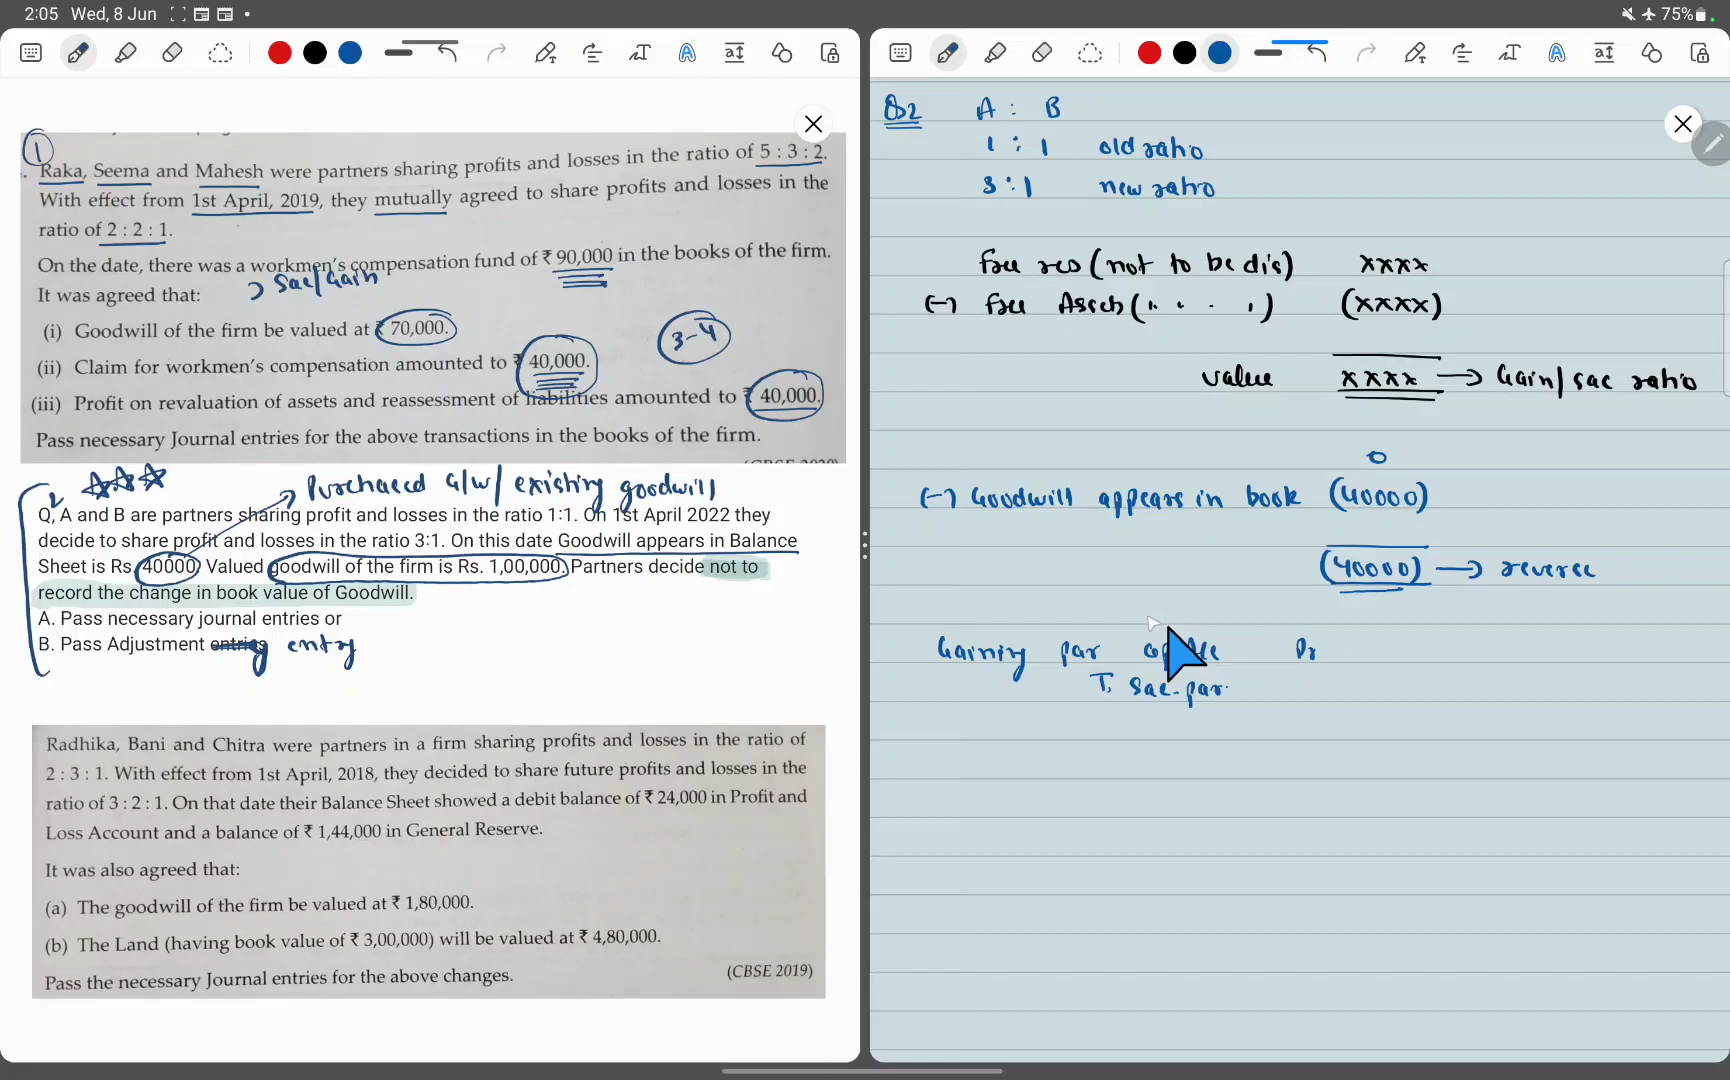 2:05 Wed, 8 Jun
75%
1
Raka, Seema and Mahesh were partners sharing profits and losses in the ratio of 5 : 3 : 2.
With effect from 1st April, 2019, they mutually agreed to share profits and losses in the
ratio of 2 : 2 : 1.
On the date, there was a workmen's compensation fund of ₹ 90,000 in the books of the firm.
It was agreed that:
Sac/Gain
(i) Goodwill of the firm be valued at ₹ 70,000.
3-4
(ii) Claim for workmen's compensation amounted to ₹ 40,000.
(iii) Profit on revaluation of assets and reassessment of liabilities amounted to ₹ 40,000.
Pass necessary Journal entries for the above transactions in the books of the firm.
2
Purchaced G/w/ existing goodwill
Q, A and B are partners sharing profit and losses in the ratio 1:1. On 1st April 2022 they
decide to share profit and losses in the ratio 3:1. On this date Goodwill appears in Balance
Sheet is Rs. 40000. Valued goodwill of the firm is Rs. 1,00,000. Partners decide not to
record the change in book value of Goodwill.
A. Pass necessary journal entries or
B. Pass Adjustment entries entry
Radhika, Bani and Chitra were partners in a firm sharing profits and losses in the ratio of
2 : 3 : 1. With effect from 1st April, 2018, they decided to share future profits and losses in the
ratio of 3 : 2 : 1. On that date their Balance Sheet showed a debit balance of ₹ 24,000 in Profit and
Loss Account and a balance of ₹ 1,44,000 in General Reserve.
It was also agreed that:
(a) The goodwill of the firm be valued at ₹ 1,80,000.
(b) The Land (having book value of ₹ 3,00,000) will be valued at ₹ 4,80,000.
Pass the necessary Journal entries for the above changes.
(CBSE 2019)
Qs2 A : B
1 : 1 old ratio
3 : 1 new ratio
free res (not to be dis) xxxx
(-) (xxxx)
value xxxx → Gain/sac ratio
0
(-) Goodwill appears in book (40000)
(40000) → reverse
Gaining par Dr
T, Sac-par.